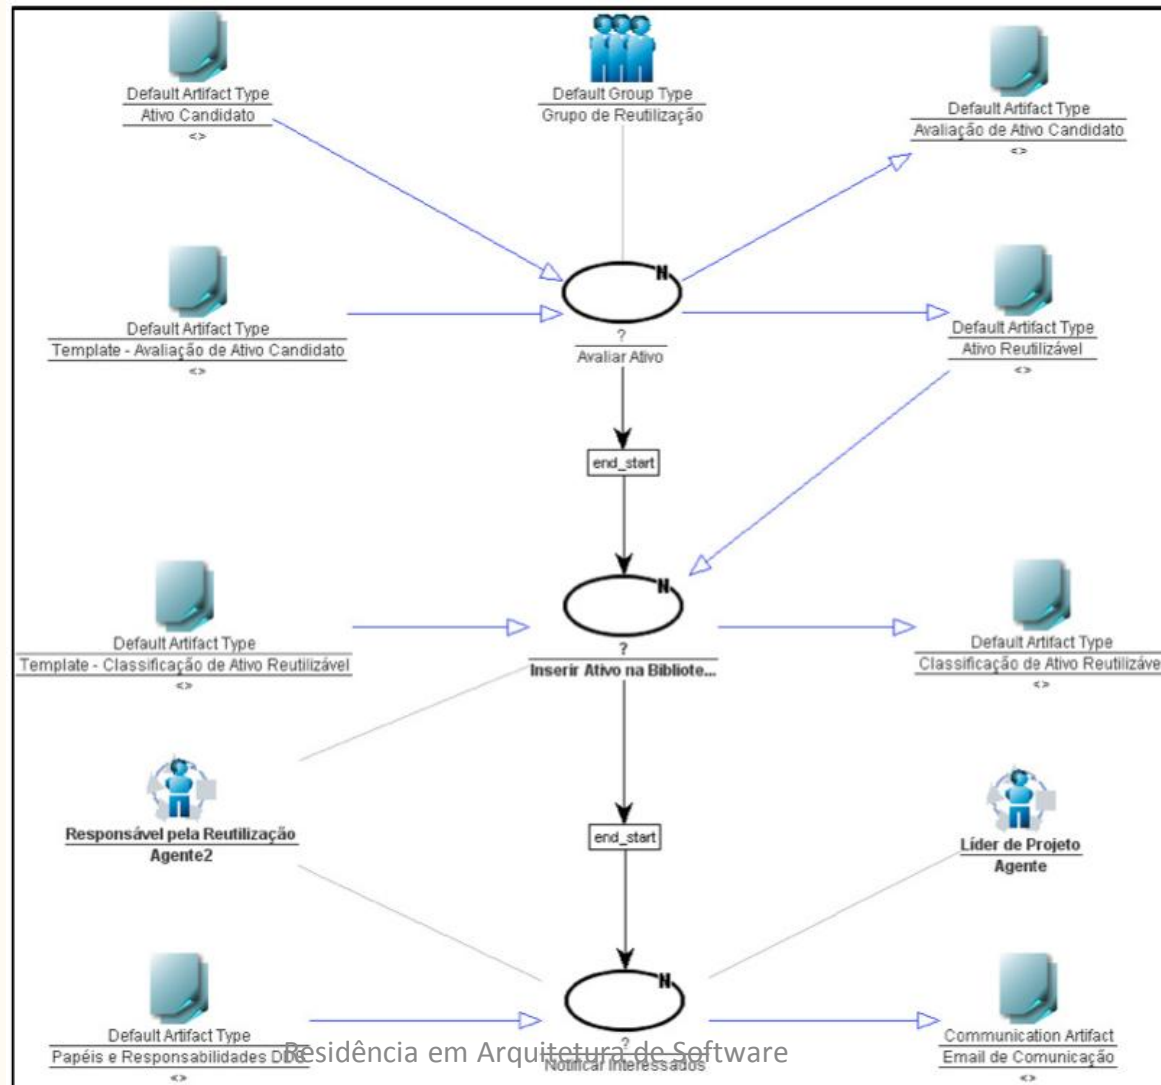 Default Artifact Type
Ativo Candidato
<>
Default Group Type
Grupo de Reutilização
Default Artifact Type
Avaliação de Ativo Candidato
<>
Default Artifact Type
Template - Avaliação de Ativo Candidato
<>
N
?
Avaliar Ativo
Default Artifact Type
Ativo Reutilizável
<>
end_start
Default Artifact Type
Template - Classificação de Ativo Reutilizável
<>
N
?
Inserir Ativo na Bibliote...
Default Artifact Type
Classificação de Ativo Reutilizáve
<>
Responsável pela Reutilização
Agente2
end_start
Líder de Projeto
Agente
Default Artifact Type
Papéis e Responsabilidades
<>
N
?
Notificar Interessados
Communication Artifact
Email de Comunicação
<>
Residência em Arquitetura de Software